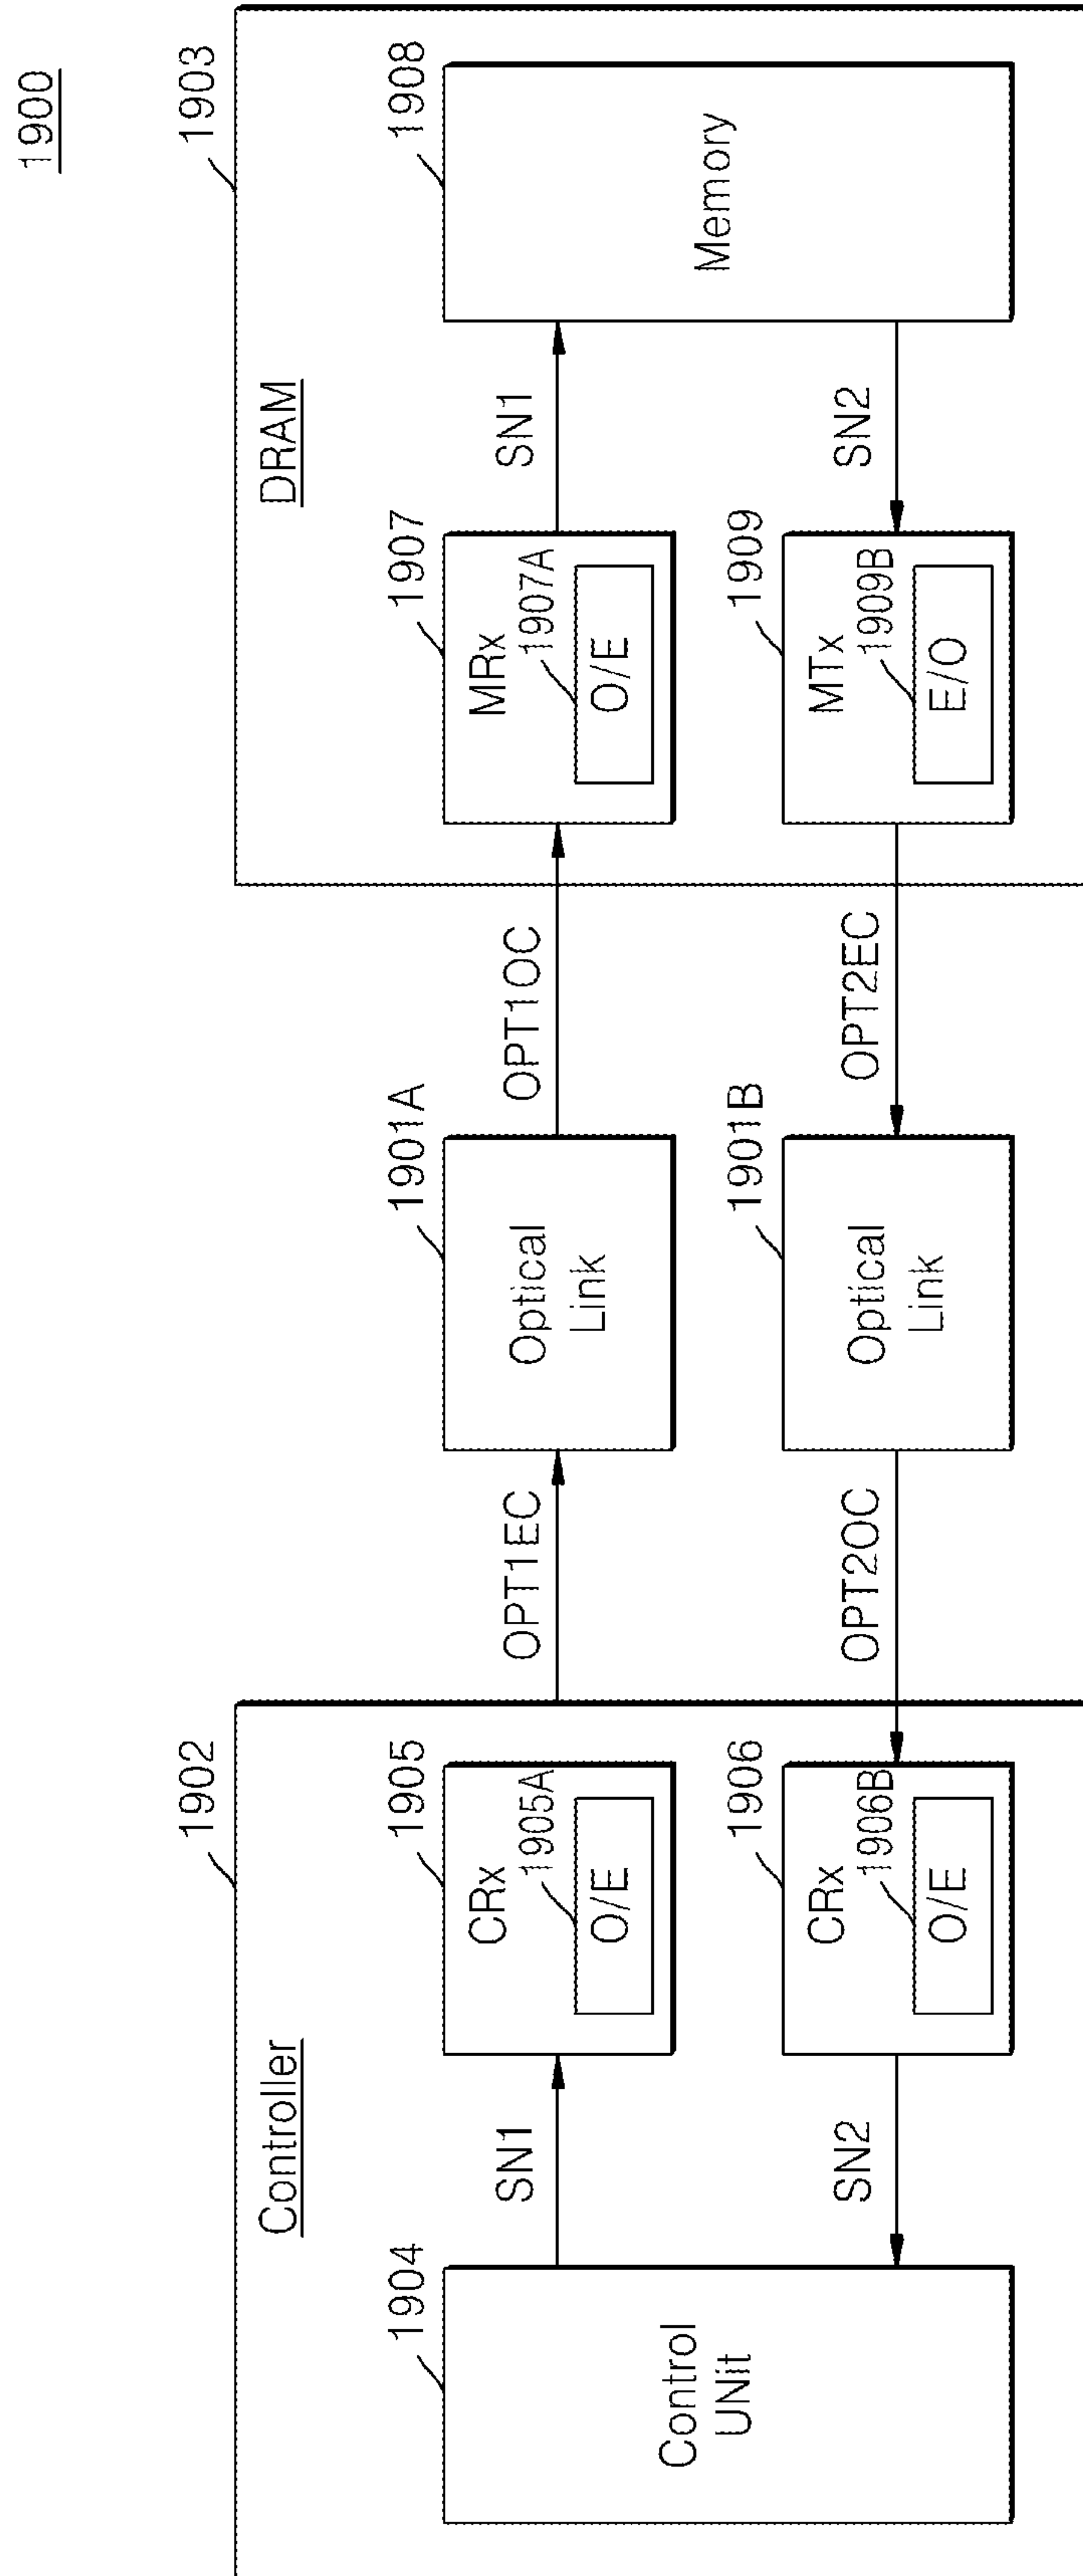 1900
Controller
1902
1904
Control
UNit
SN1
SN2
1905
CRx
1905A
O/E
1906
CRx
1906B
O/E
OPT1EC
OPT2OC
1901A
Optical
Link
1901B
Optical
Link
OPT1OC
OPT2EC
1903
DRAM
1907
MRx
1907A
O/E
1909
MTx
1909B
E/O
SN1
SN2
1908
Memory